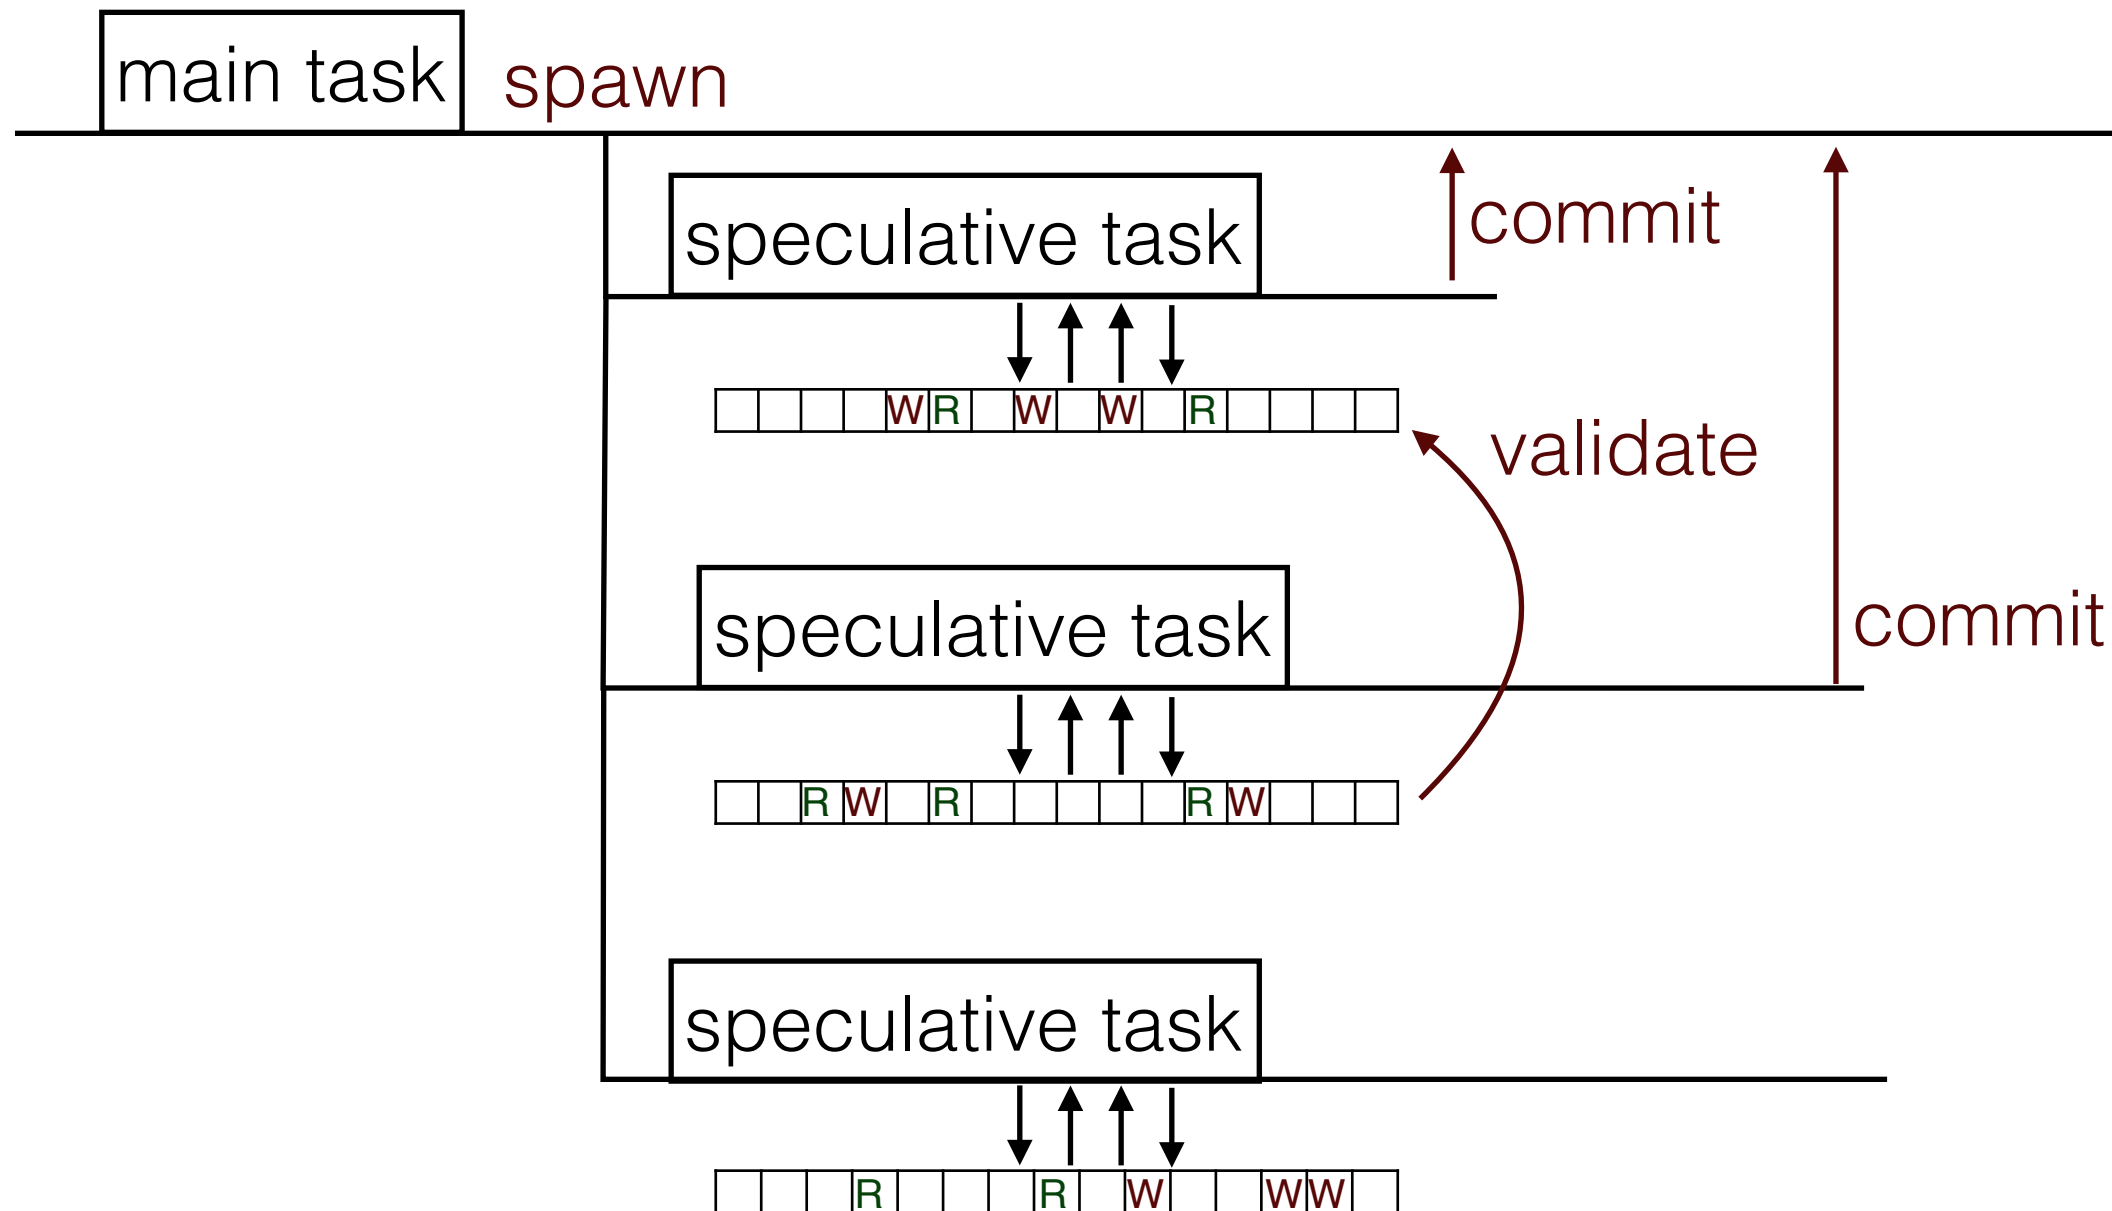 main task
spawn
speculative task
commit
W R W W R
validate
speculative task
commit
R W R R W
speculative task
R R W W W